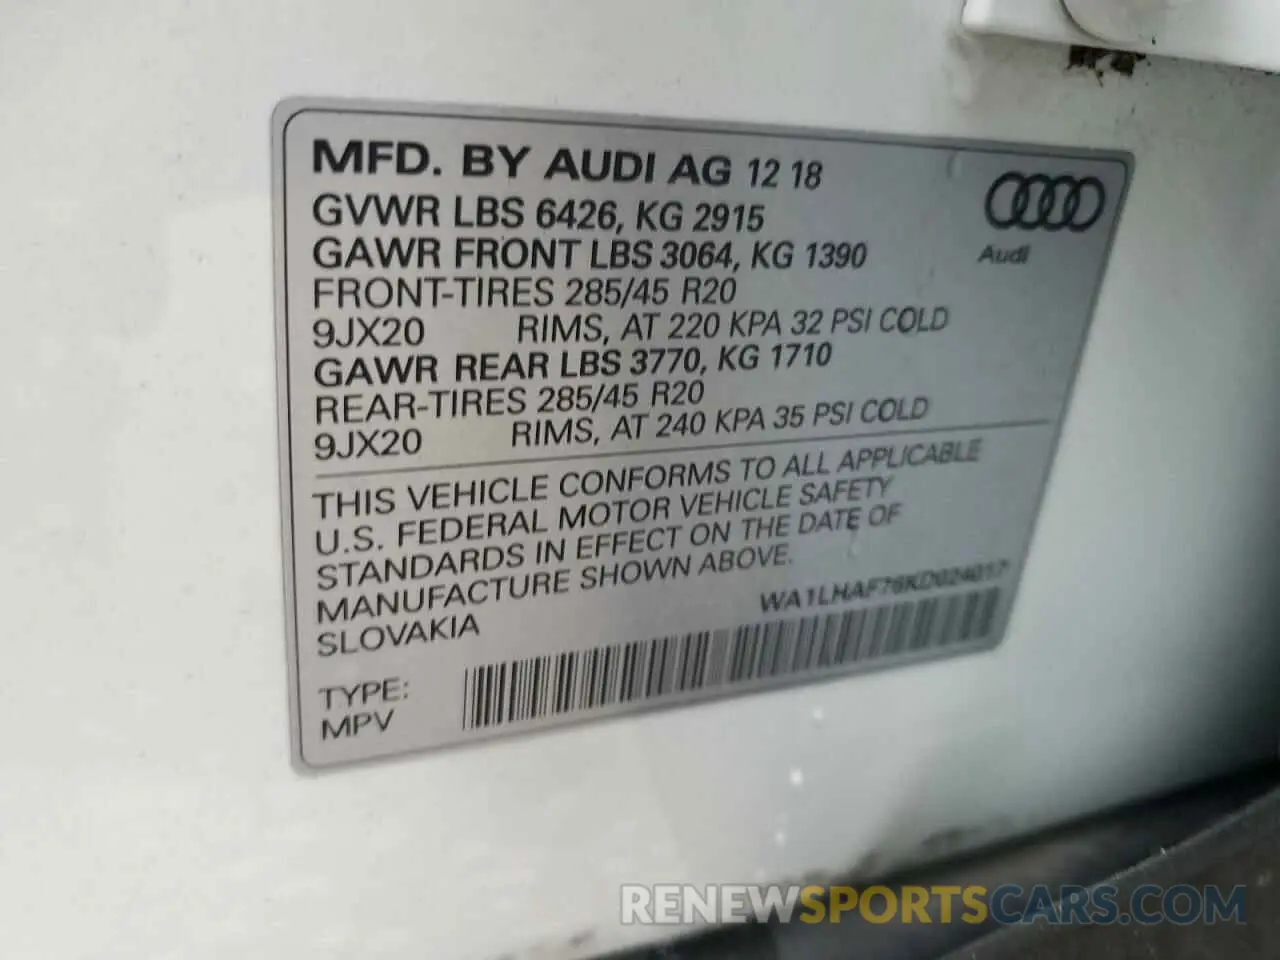 MFD. BY AUDI AG 12 18
GVWR LBS 6426, KG 2915
GAWR FRONT LBS 3064, KG 1390
FRONT-TIRES 285/45 R20
9JX20 RIMS, AT 220 KPA 32 PSI COLD
GAWR REAR LBS 3770, KG 1710
REAR-TIRES 285/45 R20
9JX20 RIMS, AT 240 KPA 35 PSI COLD
Audi
THIS VEHICLE CONFORMS TO ALL APPLICABLE
U.S. FEDERAL MOTOR VEHICLE SAFETY
STANDARDS IN EFFECT ON THE DATE OF
MANUFACTURE SHOWN ABOVE.
SLOVAKIA
WA1LHAF76KD024017
TYPE:
MPV
RENEWSPORTSCARS.COM